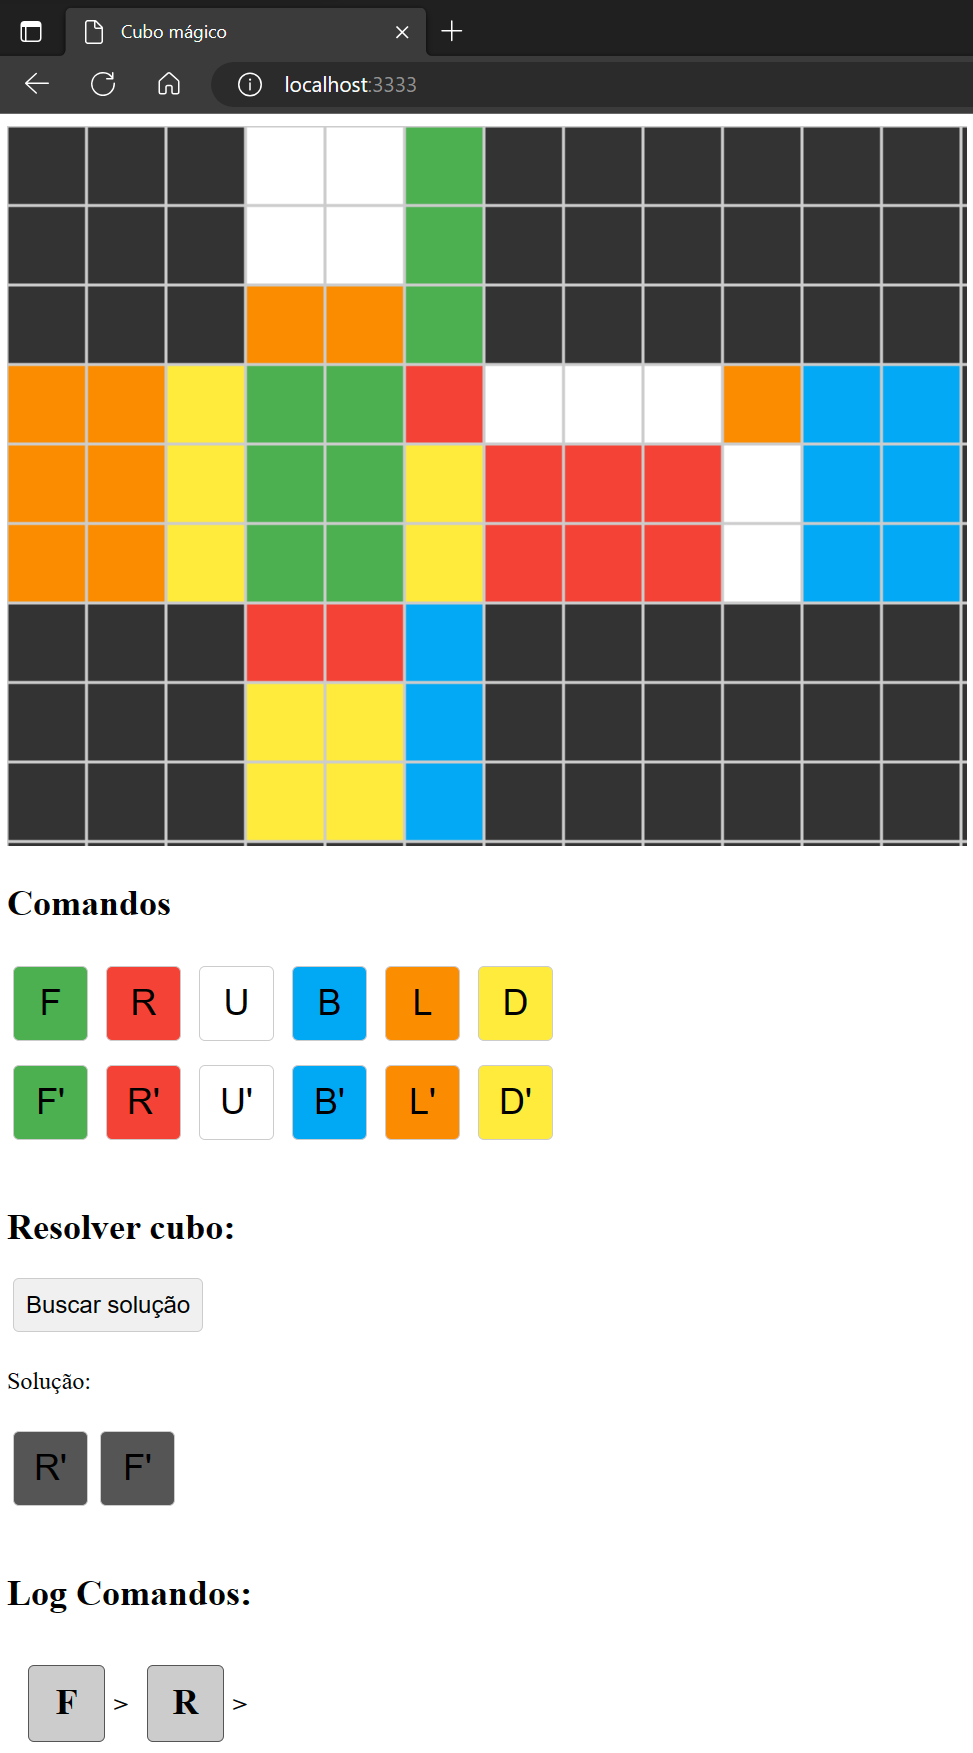 Cubo mágico
localhost:3333
Comandos
F R U B L D
F' R' U' B' L' D'
Resolver cubo:
Buscar solução
Solução:
R' F'
Log Comandos:
F > R >